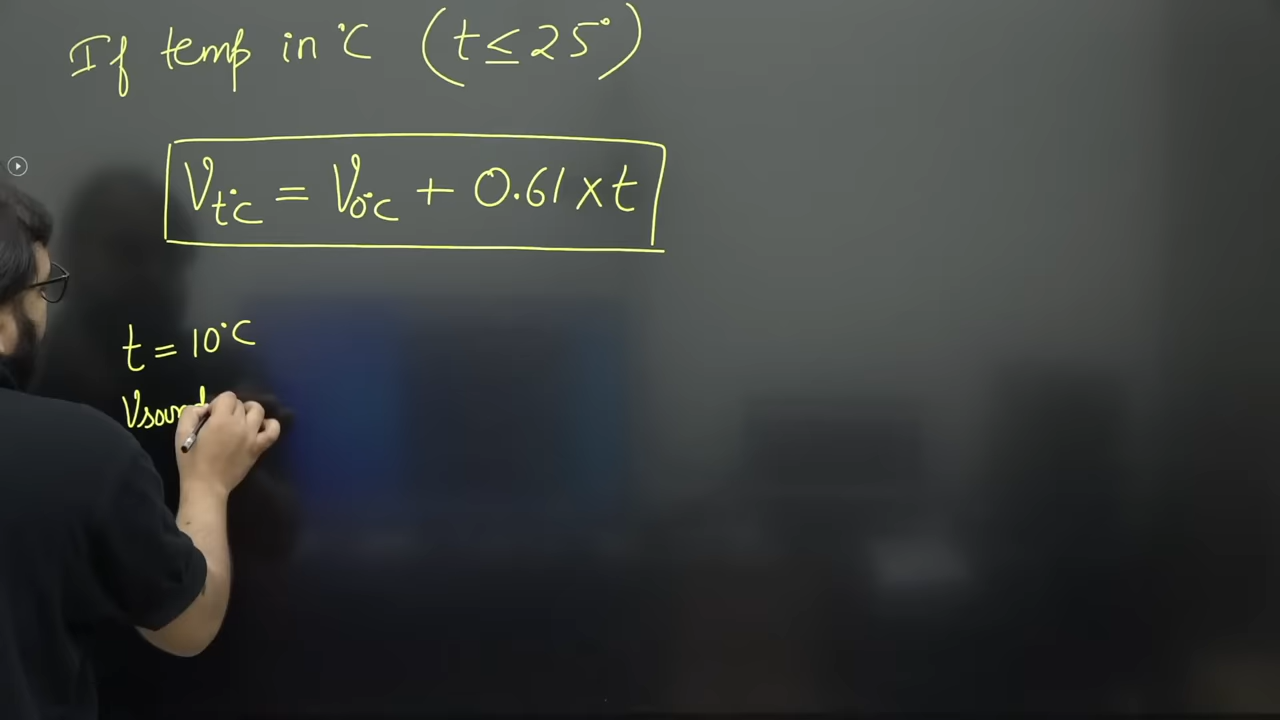 If temp in °C (t ≤ 25°)
V_t°C = V_0°C + 0.61 × t
t = 10°C